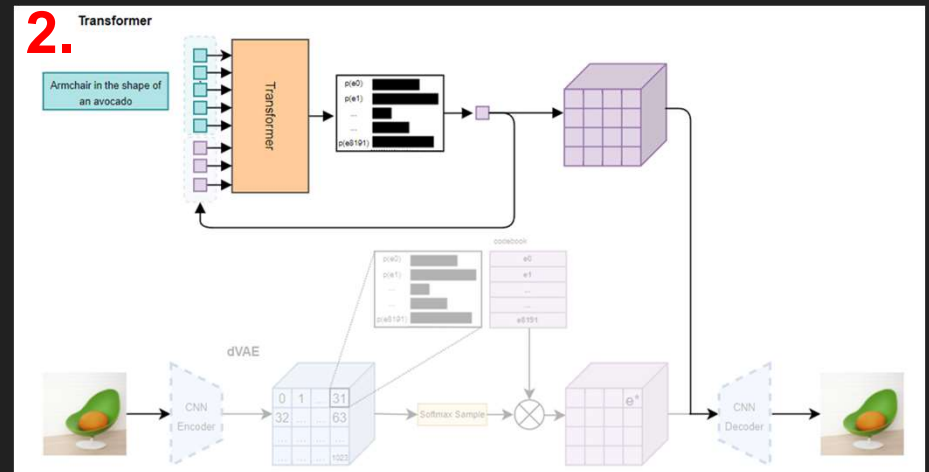 2.
Transformer
Armchair in the shape of
an avocado
Transformer
p(e0)
p(e1)
...
...
p(e8191)
codebook
p(e0)
p(e1)
...
...
p(e8191)
e0
e1
...
...
e8191
dVAE
CNN
Encoder
0 1 ... 31
32 ... ... 63
... ... ... ...
... ... ... 1023
Softmax Sample
e*
CNN
Decoder